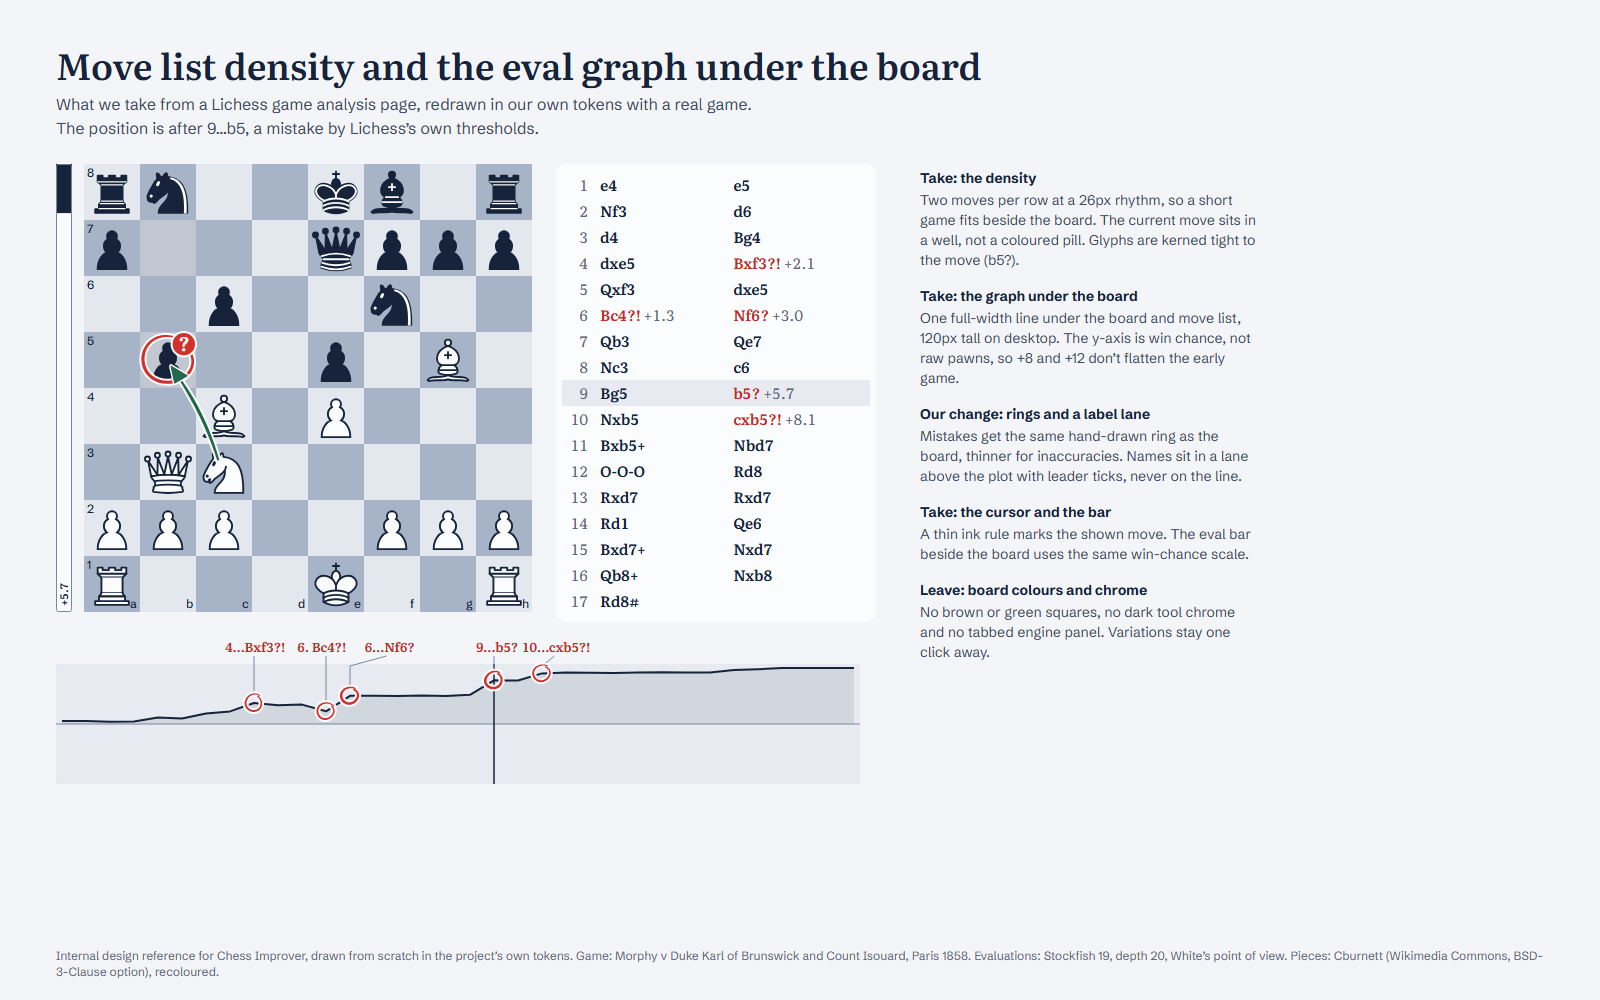 Move list density and the eval graph under the board
What we take from a Lichess game analysis page, redrawn in our own tokens with a real game.
The position is after 9...b5, a mistake by Lichess’s own thresholds.
8
7
6
5
?
4
3
2
1
a b c d e f g h
+5.7
1 e4 e5
2 Nf3 d6
3 d4 Bg4
4 dxe5 Bxf3?! +2.1
5 Qxf3 dxe5
6 Bc4?! +1.3 Nf6? +3.0
7 Qb3 Qe7
8 Nc3 c6
9 Bg5 b5? +5.7
10 Nxb5 cxb5?! +8.1
11 Bxb5+ Nbd7
12 O-O-O Rd8
13 Rxd7 Rxd7
14 Rd1 Qe6
15 Bxd7+ Nxd7
16 Qb8+ Nxb8
17 Rd8#
4...Bxf3?! 6. Bc4?! 6...Nf6? 9...b5? 10...cxb5?!
Take: the density
Two moves per row at a 26px rhythm, so a short
game fits beside the board. The current move sits in
a well, not a coloured pill. Glyphs are kerned tight to
the move (b5?).
Take: the graph under the board
One full-width line under the board and move list,
120px tall on desktop. The y-axis is win chance, not
raw pawns, so +8 and +12 don’t flatten the early
game.
Our change: rings and a label lane
Mistakes get the same hand-drawn ring as the
board, thinner for inaccuracies. Names sit in a lane
above the plot with leader ticks, never on the line.
Take: the cursor and the bar
A thin ink rule marks the shown move. The eval bar
beside the board uses the same win-chance scale.
Leave: board colours and chrome
No brown or green squares, no dark tool chrome
and no tabbed engine panel. Variations stay one
click away.
Internal design reference for Chess Improver, drawn from scratch in the project’s own tokens. Game: Morphy v Duke Karl of Brunswick and Count Isouard, Paris 1858. Evaluations: Stockfish 19, depth 20, White’s point of view. Pieces: Cburnett (Wikimedia Commons, BSD-
3-Clause option), recoloured.